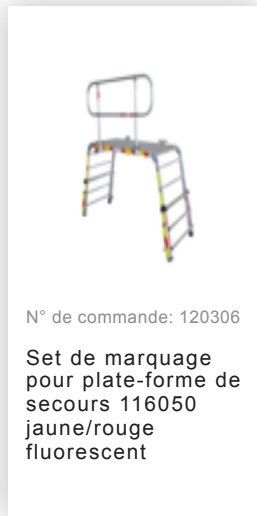 N° de commande: 120306
Set de marquage
pour plate-forme de
secours 116050
jaune/rouge
fluorescent